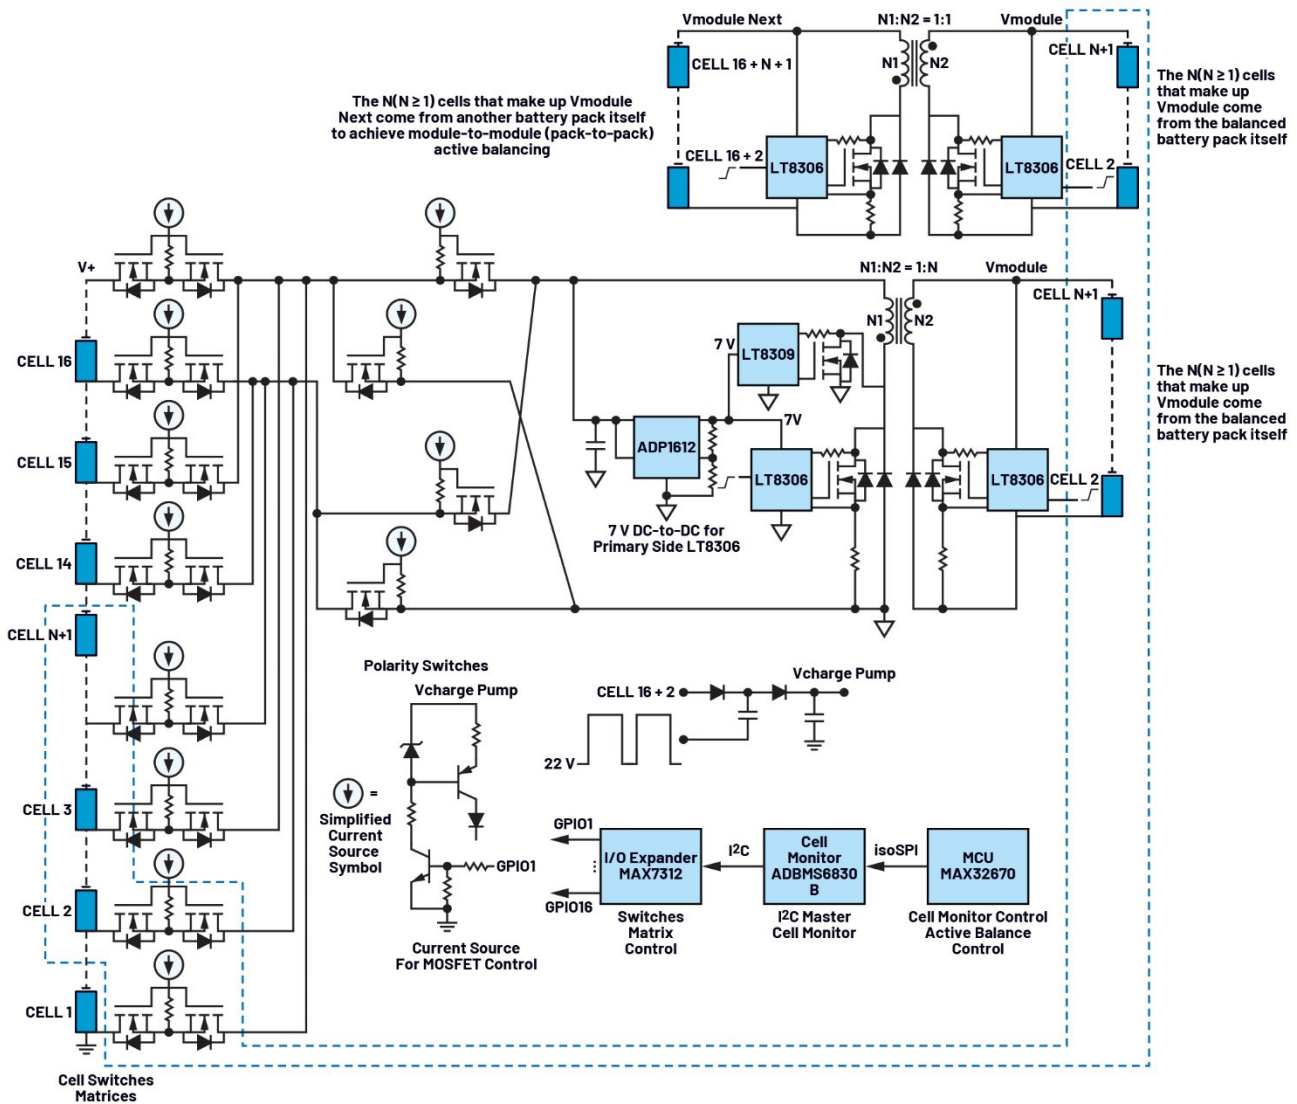 Vmodule Next
N1:N2 = 1:1
Vmodule
CELL 16 + N + 1
N1
N2
CELL N+1
The N(N ≥ 1) cells
that make up
Vmodule come
from the balanced
battery pack itself
The N(N ≥ 1) cells that make up Vmodule
Next come from another battery pack itself
to achieve module-to-module (pack-to-pack)
active balancing
CELL 16 + 2
LT8306
LT8306
CELL 2
V+
N1:N2 = 1:N
Vmodule
CELL N+1
N1
N2
7 V
LT8309
CELL 16
The N(N ≥ 1) cells
that make up
Vmodule come
from the balanced
battery pack itself
7V
ADP1612
CELL 15
LT8306
LT8306
CELL 2
7 V DC-to-DC for
Primary Side LT8306
CELL 14
CELL N+1
Polarity Switches
Vcharge Pump
CELL 16 + 2
Vcharge Pump
22 V
CELL 3
=
Simplified
Current
Source
Symbol
GPIO1
GPIO1
GPIO16
I/O Expander
MAX7312
I²C
Cell
Monitor
ADBMS6830
B
isoSPI
MCU
MAX32670
CELL 2
Switches
Matrix
Control
I²C Master
Cell Monitor
Cell Monitor Control
Active Balance
Control
Current Source
For MOSFET Control
CELL 1
Cell Switches
Matrices